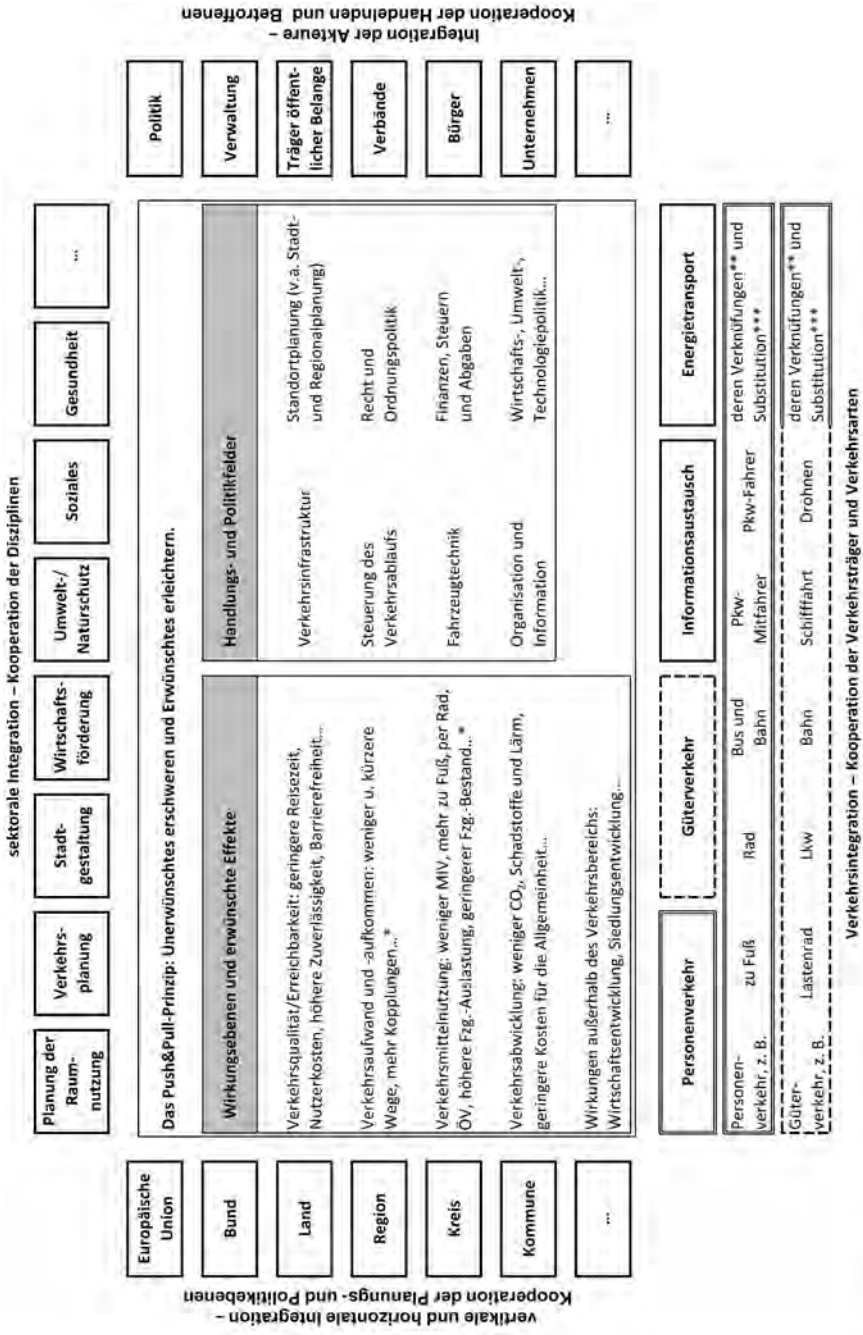 sektorale Integration – Kooperation der Disziplinen
Planung der
Raum-
nutzung
Verkehrs-
planung
Stadt-
gestaltung
Wirtschafts-
förderung
Umwelt-/
Naturschutz
Soziales
Gesundheit
...
vertikale und horizontale Integration –
Kooperation der Planungs- und Politikebenen
Europäische
Union
Bund
Land
Region
Kreis
Kommune
...
Das Push&Pull-Prinzip: Unerwünschtes erschweren und Erwünschtes erleichtern.
Wirkungsebenen und erwünschte Effekte
Verkehrsqualität/Erreichbarkeit: geringere Reisezeit,
Nutzerkosten, höhere Zuverlässigkeit, Barrierefreiheit...
Verkehrsaufwand und -aufkommen: weniger u. kürzere
Wege, mehr Kopplungen...*
Verkehrsmittelnutzung: weniger MIV, mehr zu Fuß, per Rad,
ÖV, höhere Fzg.-Auslastung, geringerer Fzg.-Bestand...*
Verkehrsabwicklung: weniger CO₂, Schadstoffe und Lärm,
geringere Kosten für die Allgemeinheit...
Wirkungen außerhalb des Verkehrsbereichs:
Wirtschaftsentwicklung, Siedlungsentwicklung...
Handlungs- und Politikfelder
Verkehrsinfrastruktur
Standortplanung (v.a. Stadt-
und Regionalplanung)
Steuerung des
Verkehrsablaufs
Recht und
Ordnungspolitik
Fahrzeugtechnik
Finanzen, Steuern
und Abgaben
Organisation und
Information
Wirtschafts-, Umwelt-,
Technologiepolitik...
Politik
Verwaltung
Träger öffent-
licher Belange
Verbände
Bürger
Unternehmen
...
Integration der Akteure –
Kooperation der Handelnden und Betroffenen
Personenverkehr
Güterverkehr
Informationsaustausch
Energietransport
Personen-
verkehr, z. B.
zu Fuß
Rad
Bus und
Bahn
Pkw-
Mitfahrer
Pkw-Fahrer
deren Verknüfungen** und
Substitution***
Güter-
verkehr, z. B.
Lastenrad
Lkw
Bahn
Schifffahrt
Drohnen
deren Verknüfungen** und
Substitution***
Verkehrsintegration – Kooperation der Verkehrsträger und Verkehrsarten